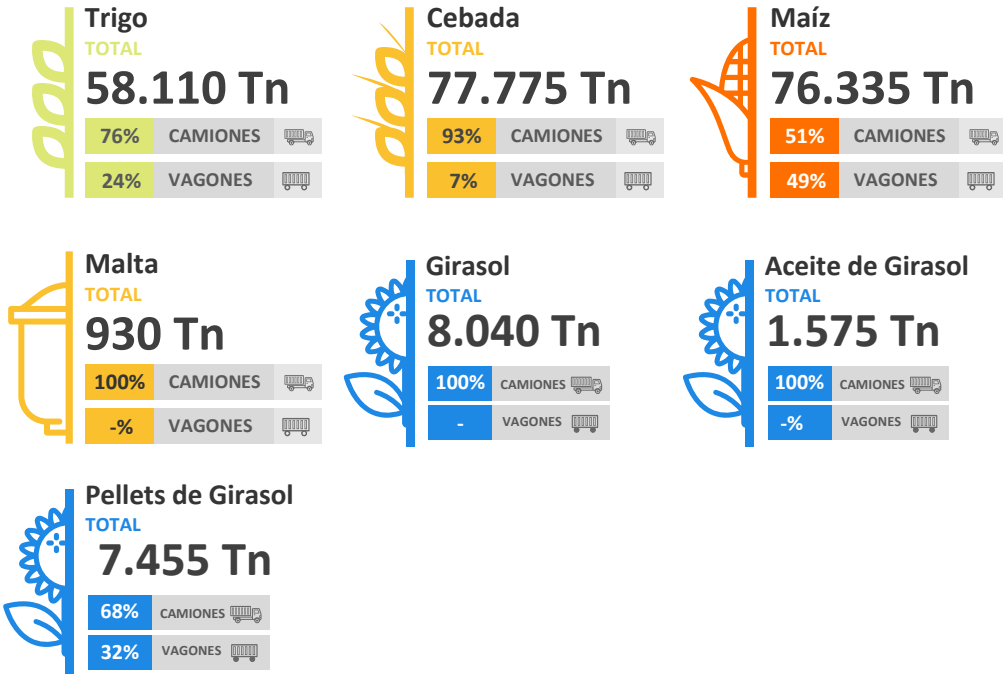 Trigo
TOTAL
58.110 Tn
76% CAMIONES
24% VAGONES
Cebada
TOTAL
77.775 Tn
93% CAMIONES
7% VAGONES
Maíz
TOTAL
76.335 Tn
51% CAMIONES
49% VAGONES
Malta
TOTAL
930 Tn
100% CAMIONES
-% VAGONES
Girasol
TOTAL
8.040 Tn
100% CAMIONES
- VAGONES
Aceite de Girasol
TOTAL
1.575 Tn
100% CAMIONES
-% VAGONES
Pellets de Girasol
TOTAL
7.455 Tn
68% CAMIONES
32% VAGONES